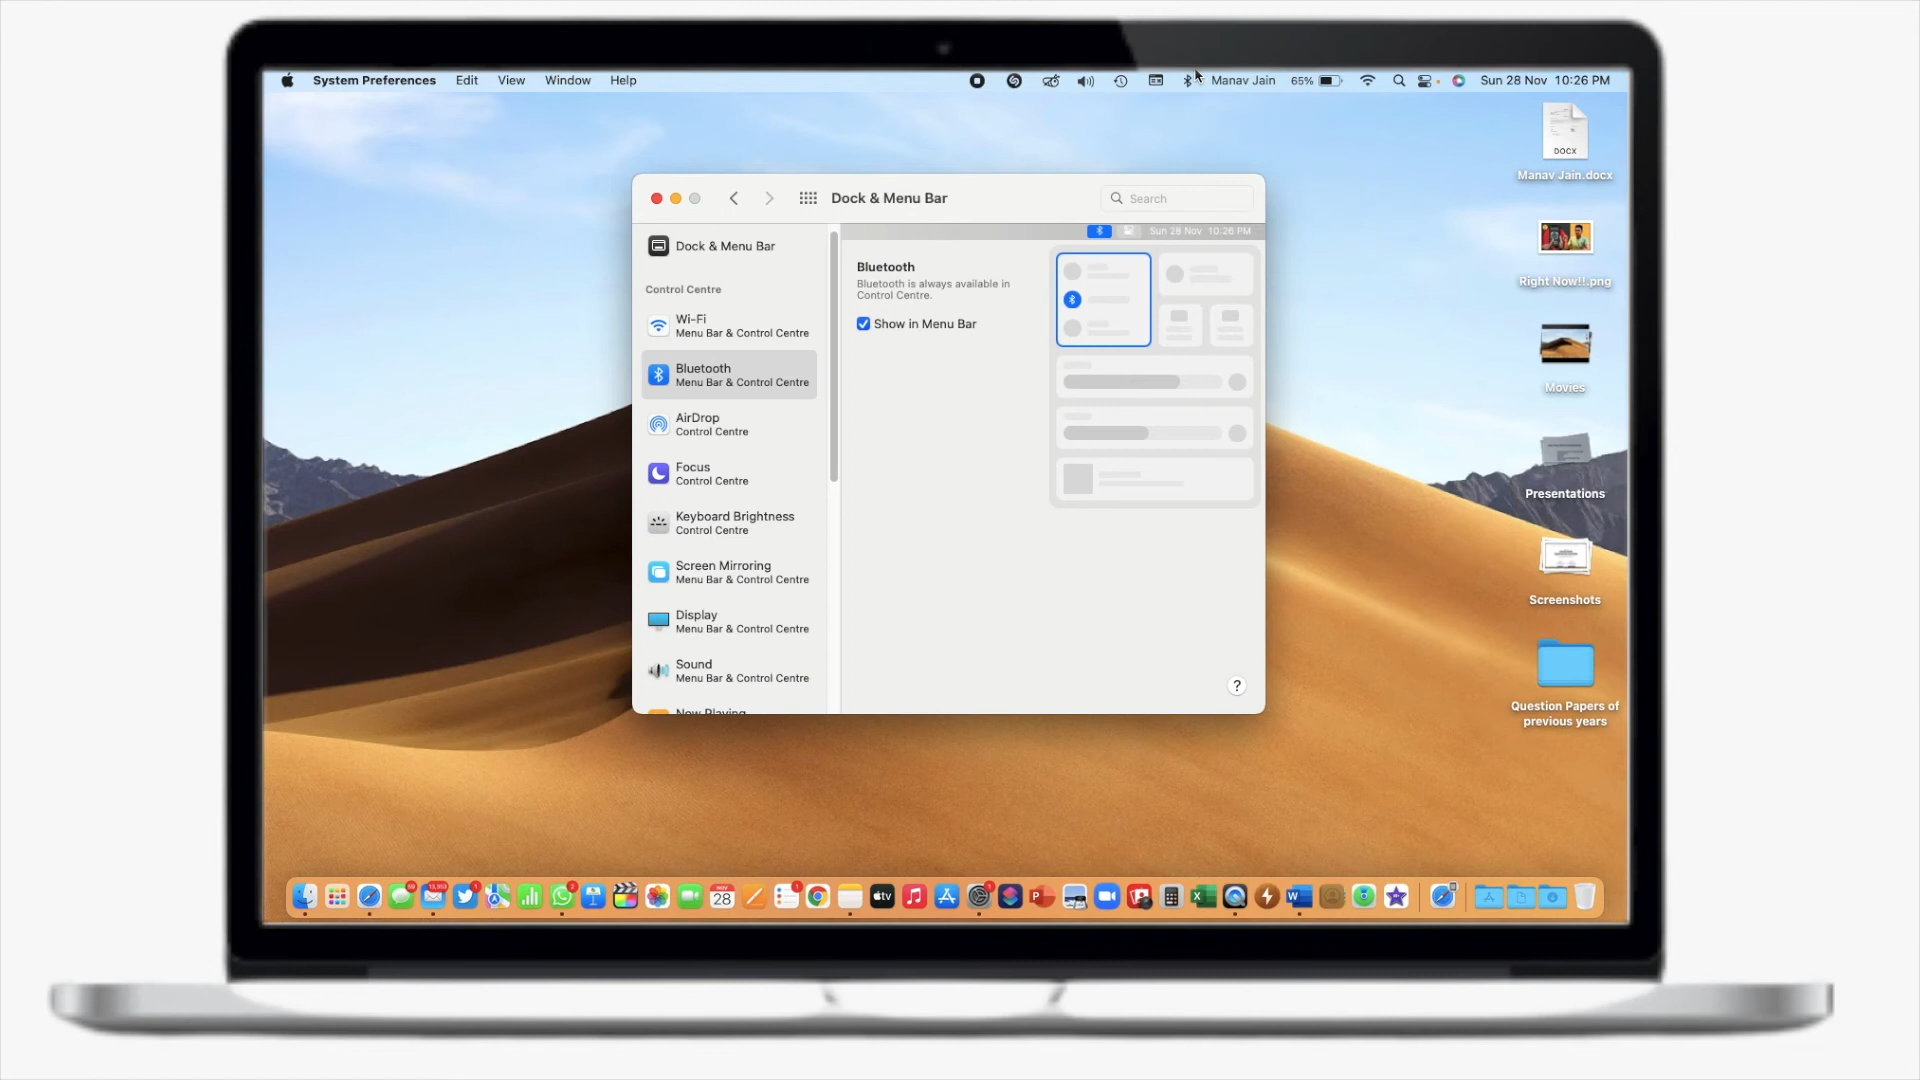 System Preferences Edit View Window Help
Manav Jain 65% Sun 28 Nov 10:26 PM
DOCX
Manav Jain.docx
Right Now!!.png
Movies
Presentations
Screenshots
Question Papers of
previous years
Dock & Menu Bar
Search
Dock & Menu Bar
Control Centre
Wi-Fi
Menu Bar & Control Centre
Bluetooth
Menu Bar & Control Centre
AirDrop
Control Centre
Focus
Control Centre
Keyboard Brightness
Control Centre
Screen Mirroring
Menu Bar & Control Centre
Display
Menu Bar & Control Centre
Sound
Menu Bar & Control Centre
Now Playing
Sun 28 Nov 10:26 PM
Bluetooth
Bluetooth is always available in
Control Centre.
Show in Menu Bar
?
NOV
28
tv
P
X
W